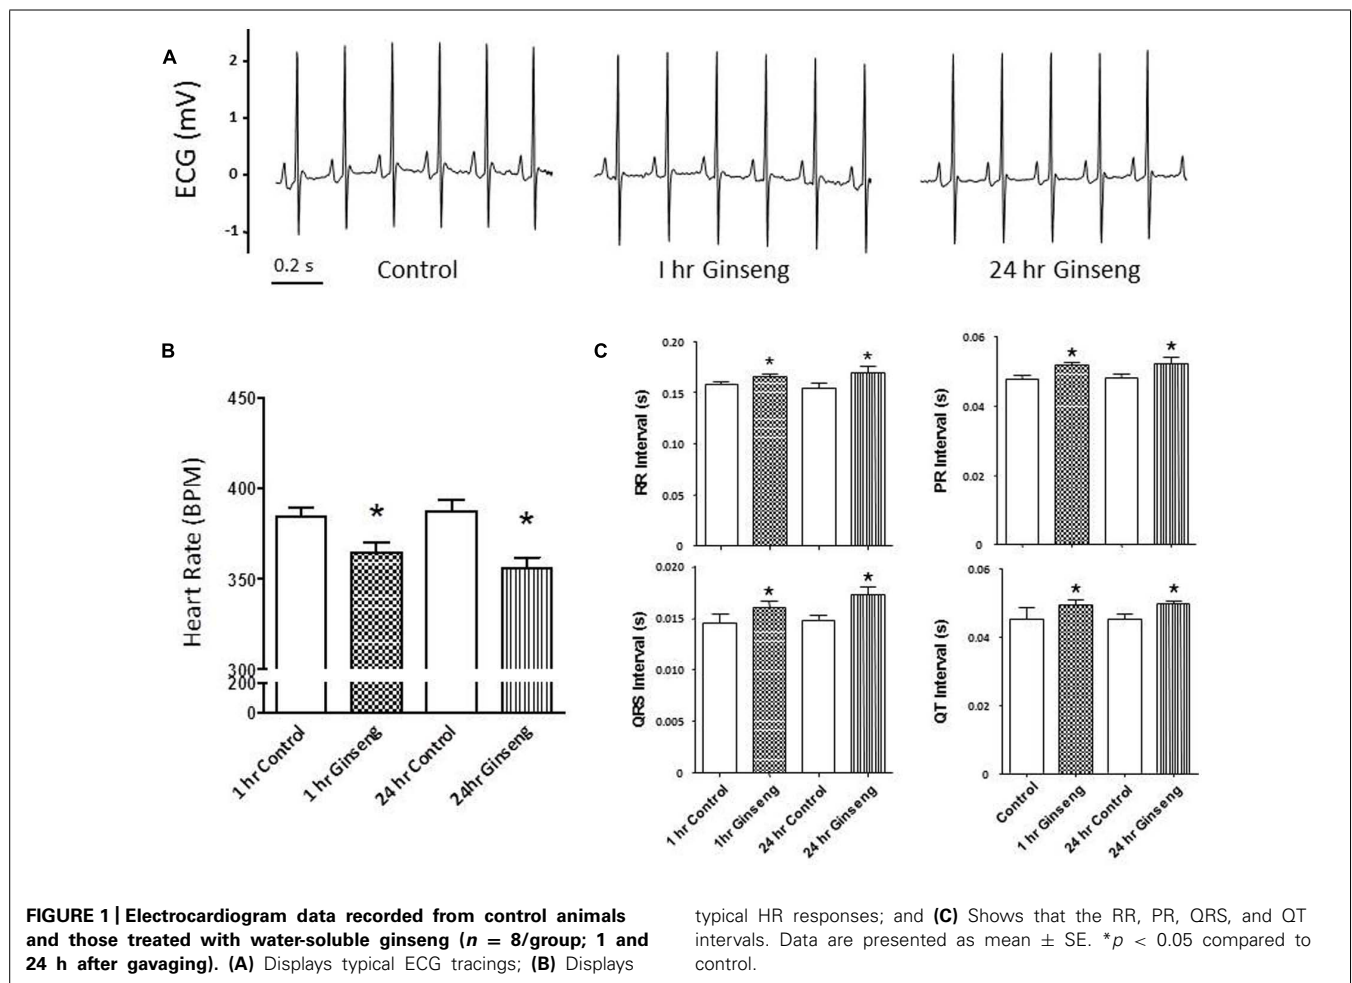 A
ECG (mV)
2
1
0
-1
0.2 s
Control
I hr Ginseng
24 hr Ginseng
B
Heart Rate (BPM)
450
400
350
300
200
0
1 hr Control
1 hr Ginseng
24 hr Control
24hr Ginseng
C
RR Interval (s)
0.20
0.15
0.10
0.05
0
PR Interval (s)
0.06
0.04
0.02
0
QRS Interval (s)
0.020
0.015
0.010
0.005
0
1 hr Control
1hr Ginseng
24 hr Control
24 hr Ginseng
QT Interval (s)
0.06
0.04
0.02
0
Control
1 hr Ginseng
24 hr Control
24 hr Ginseng
FIGURE 1 | Electrocardiogram data recorded from control animals
and those treated with water-soluble ginseng (n = 8/group; 1 and
24 h after gavaging). (A) Displays typical ECG tracings; (B) Displays
typical HR responses; and (C) Shows that the RR, PR, QRS, and QT
intervals. Data are presented as mean ± SE. *p < 0.05 compared to
control.